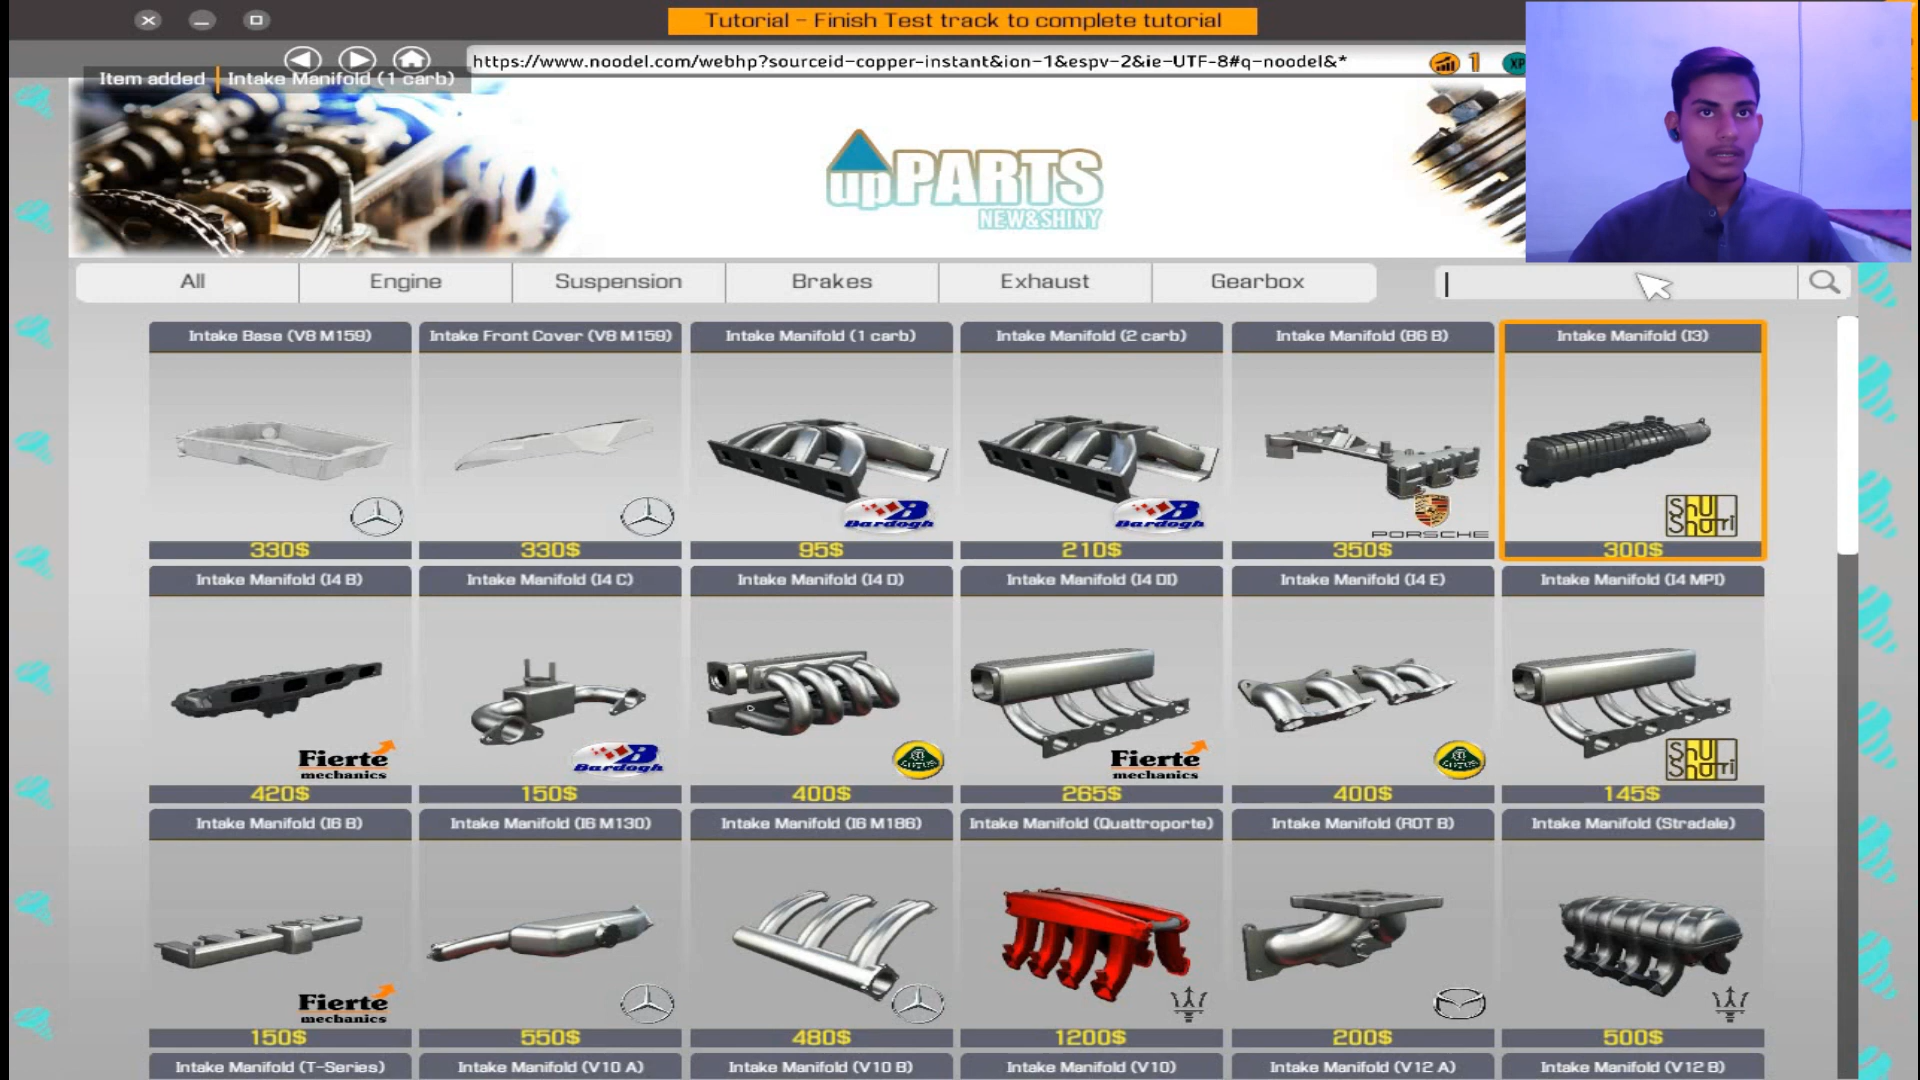 Tutorial - Finish Test track to complete tutorial
https://www.noodel.com/webhp?sourceid-copper-instant&ion-1&espv-2&ie-UTF-8#q-noodel&*
1
XP
Item added | Intake Manifold (1 carb)
upPARTS
NEW&SHINY
All
Engine
Suspension
Brakes
Exhaust
Gearbox
Intake Base (V8 M159)
Intake Front Cover (V8 M159)
Intake Manifold (1 carb)
Intake Manifold (2 carb)
Intake Manifold (B6 B)
Intake Manifold (I3)
Bardogh
Bardogh
PORSCHE
Shu Shuтri
330$
330$
95$
210$
350$
300$
Intake Manifold (I4 B)
Intake Manifold (I4 C)
Intake Manifold (I4 D)
Intake Manifold (I4 DI)
Intake Manifold (I4 E)
Intake Manifold (I4 MPI)
Fierte mechanics
Bardogh
LOTUS
Fierte mechanics
LOTUS
Shu Shuтri
420$
150$
400$
265$
400$
145$
Intake Manifold (I6 B)
Intake Manifold (I6 M130)
Intake Manifold (I6 M186)
Intake Manifold (Quattroporte)
Intake Manifold (ROT B)
Intake Manifold (Stradale)
Fierte mechanics
150$
550$
480$
1200$
200$
500$
Intake Manifold (T-Series)
Intake Manifold (V10 A)
Intake Manifold (V10 B)
Intake Manifold (V10)
Intake Manifold (V12 A)
Intake Manifold (V12 B)